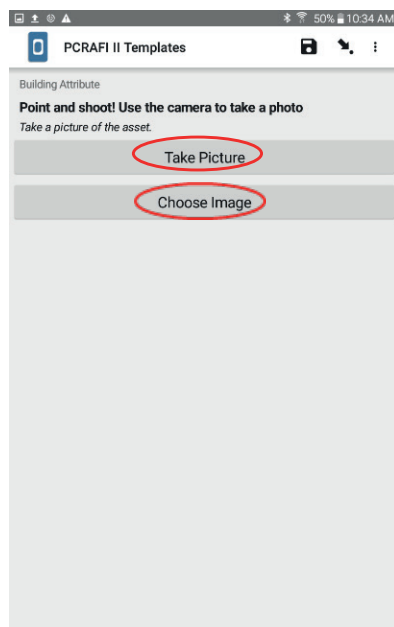 50% 10:34 AM
PCRAFI II Templates
Building Attribute
Point and shoot! Use the camera to take a photo
Take a picture of the asset.
Take Picture
Choose Image